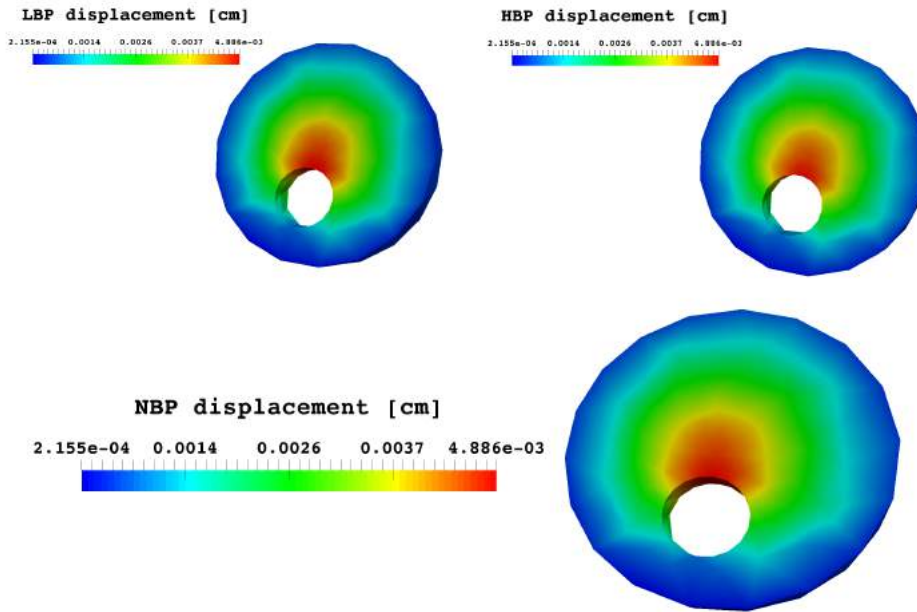 LBP displacement [cm]
2.155e-04 0.0014 0.0026 0.0037 4.886e-03
HBP displacement [cm]
2.155e-04 0.0014 0.0026 0.0037 4.886e-03
NBP displacement [cm]
2.155e-04 0.0014 0.0026 0.0037 4.886e-03